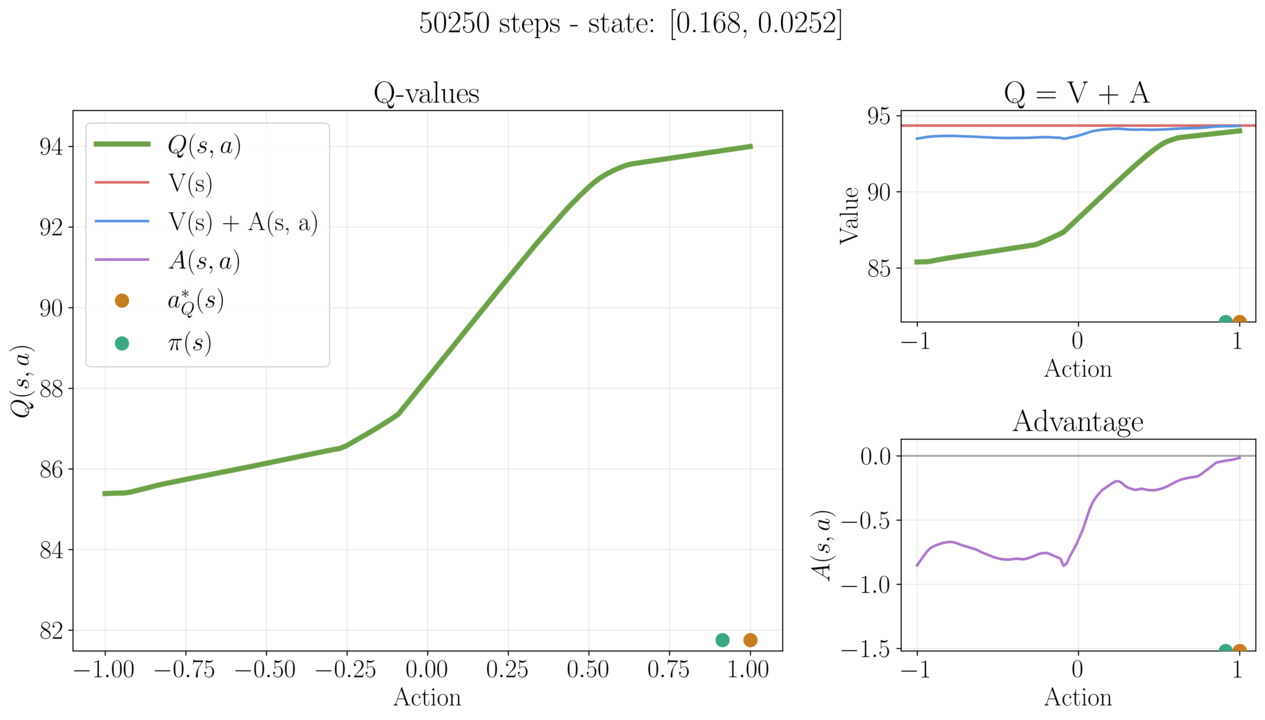 50250 steps - state: [0.168, 0.0252]
Q-values
Q(s, a)
94
92
90
88
86
84
82
−1.00 −0.75 −0.50 −0.25 0.00 0.25 0.50 0.75 1.00
Action
Q(s, a)
V(s)
V(s) + A(s, a)
A(s, a)
a*Q(s)
π(s)
Q = V + A
Value
95
90
85
−1 0 1
Action
Advantage
A(s, a)
0.0
−0.5
−1.0
−1.5
−1 0 1
Action